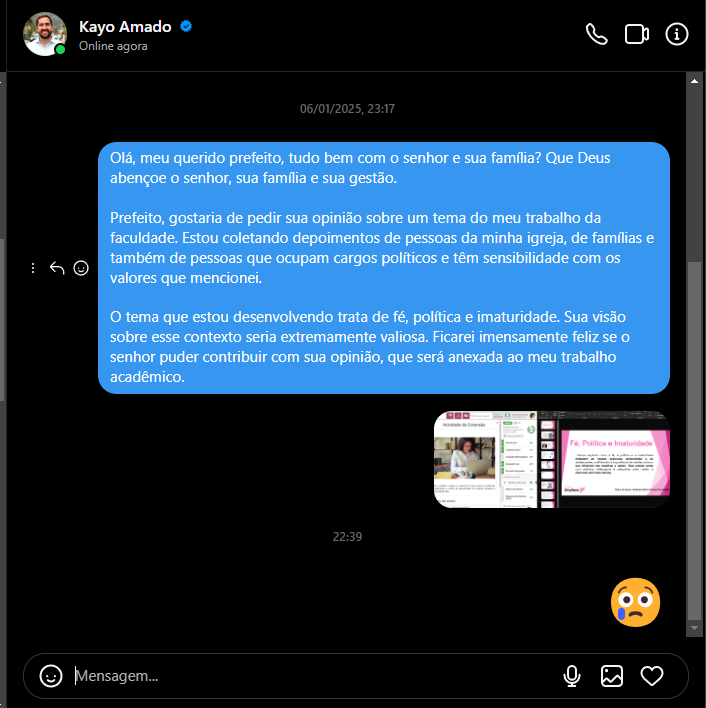 Kayo Amado
Online agora
06/01/2025, 23:17
Olá, meu querido prefeito, tudo bem com o senhor e sua família? Que Deus
abençoe o senhor, sua família e sua gestão.
Prefeito, gostaria de pedir sua opinião sobre um tema do meu trabalho da
faculdade. Estou coletando depoimentos de pessoas da minha igreja, de famílias e
também de pessoas que ocupam cargos políticos e têm sensibilidade com os
valores que mencionei.
O tema que estou desenvolvendo trata de fé, política e imaturidade. Sua visão
sobre esse contexto seria extremamente valiosa. Ficarei imensamente feliz se o
senhor puder contribuir com sua opinião, que será anexada ao meu trabalho
acadêmico.
Atividade de Extensão
Fé, Política e Imaturidade
22:39
Mensagem...